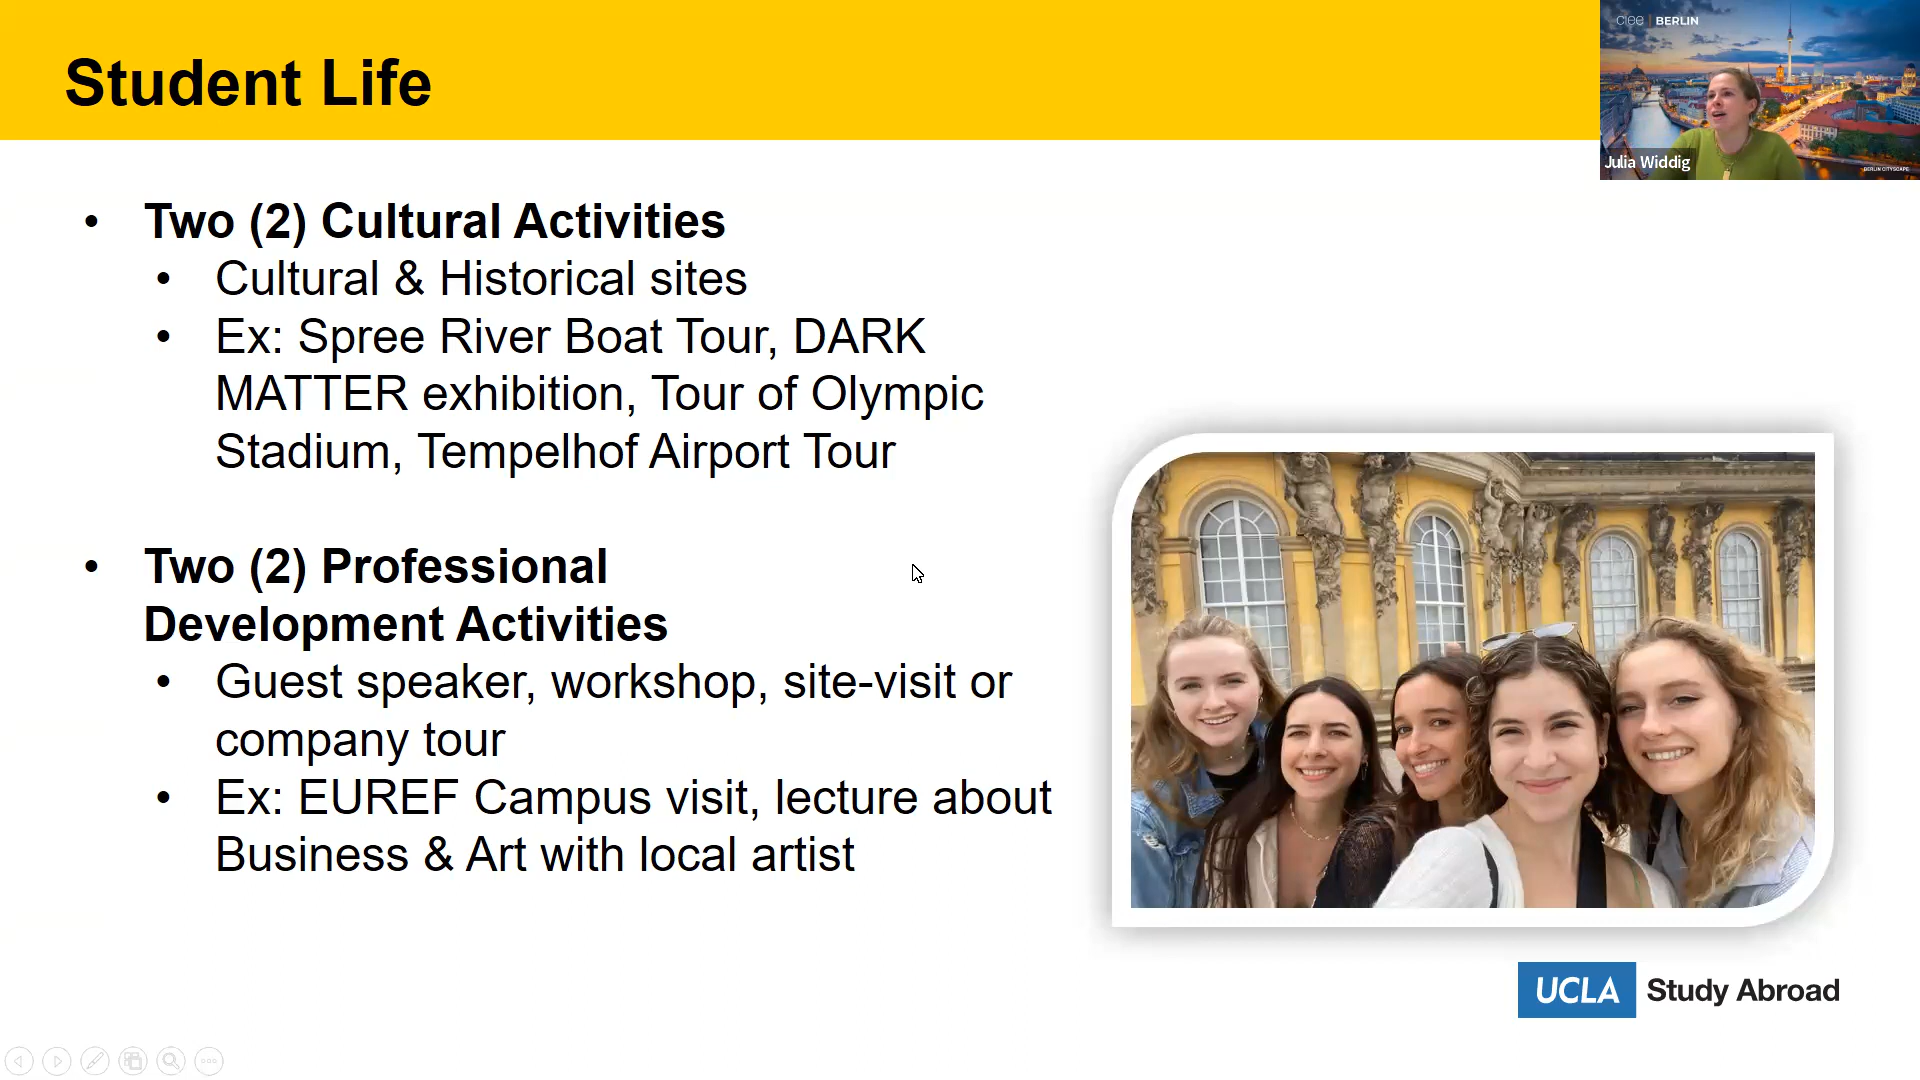 Student Life
ciee | BERLIN
Julia Widdig
BERLIN CITYSCAPE
• Two (2) Cultural Activities
• Cultural & Historical sites
• Ex: Spree River Boat Tour, DARK
MATTER exhibition, Tour of Olympic
Stadium, Tempelhof Airport Tour
• Two (2) Professional
Development Activities
• Guest speaker, workshop, site-visit or
company tour
• Ex: EUREF Campus visit, lecture about
Business & Art with local artist
UCLA Study Abroad